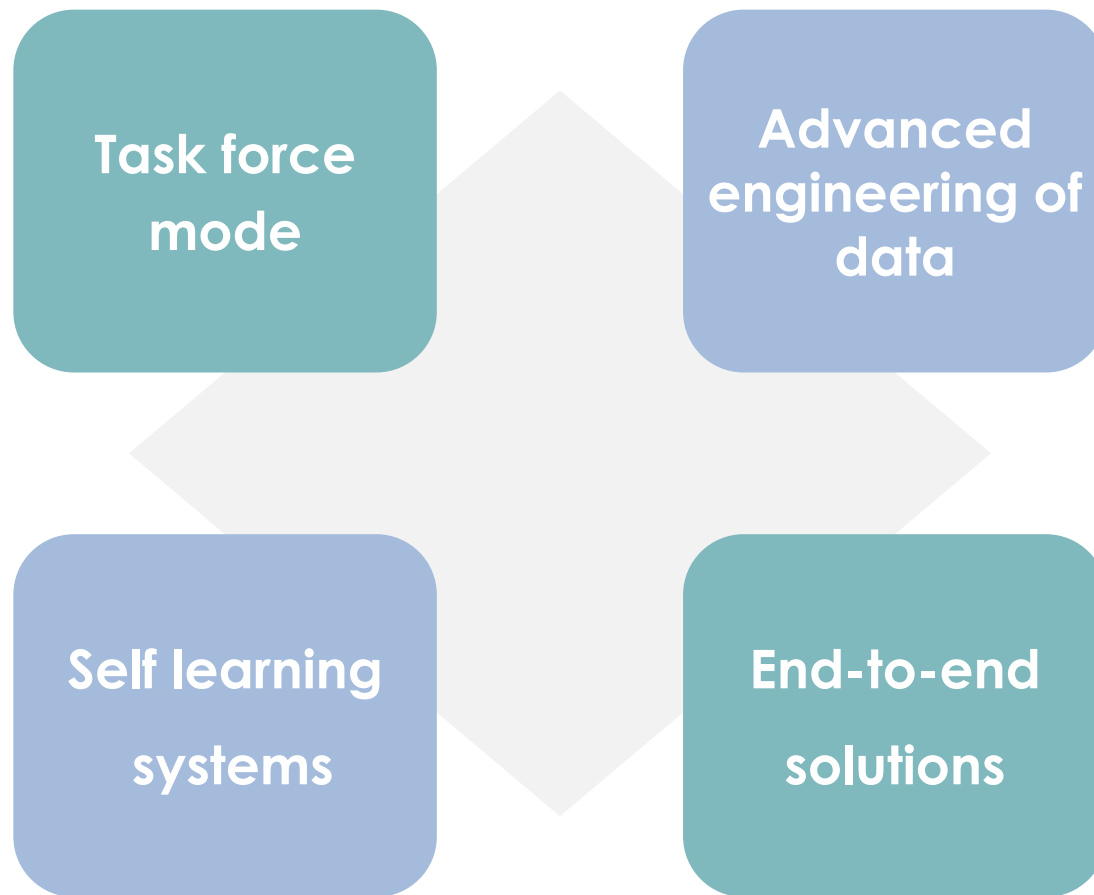 Task force
mode
Advanced
engineering of
data
Self learning
systems
End-to-end
solutions